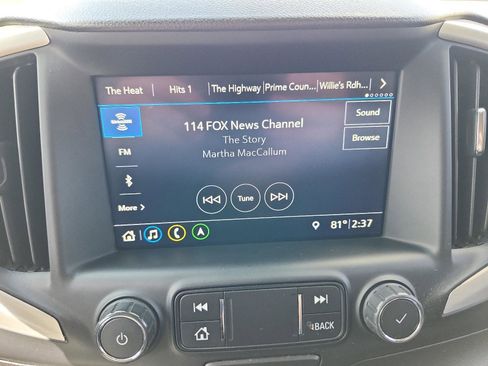 The Heat Hits 1 The Highway Prime Coun... Willie's Rdh...
SiriusXM
114 FOX News Channel
The Story
Martha MacCallum
Sound
Browse
FM
More >
Tune
81° 2:37
BACK